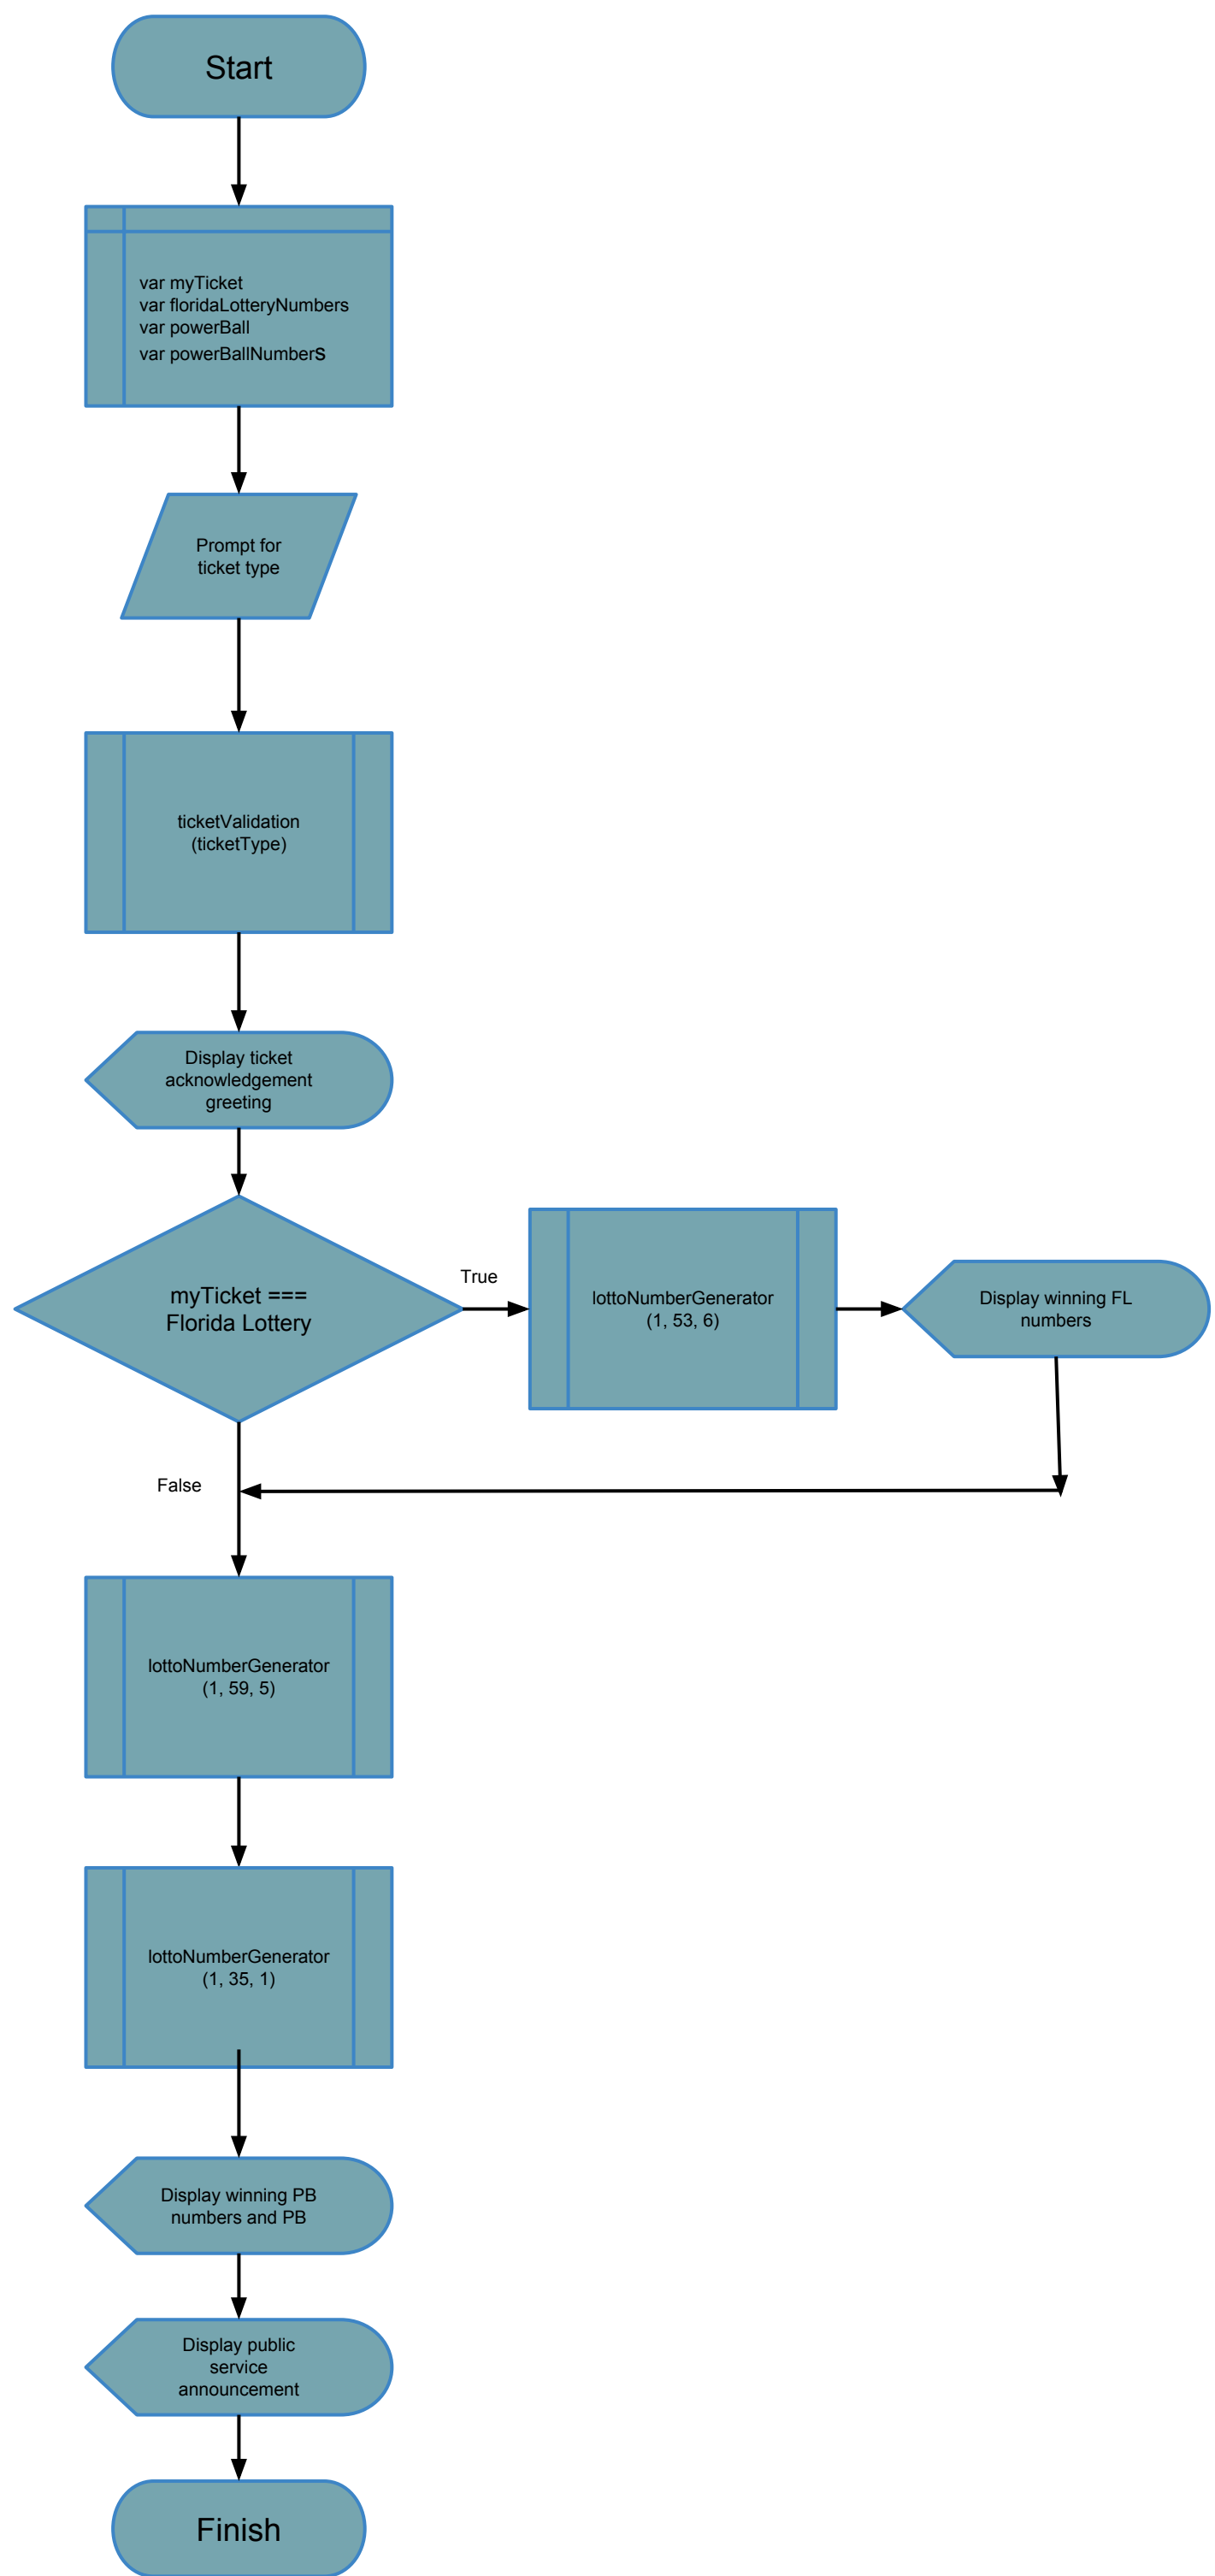 Start
var myTicket
var floridaLotteryNumbers
var powerBall
var powerBallNumbers
Prompt for
ticket type
ticketValidation
(ticketType)
Display ticket
acknowledgement
greeting
myTicket ===
Florida Lottery
True
lottoNumberGenerator
(1, 53, 6)
Display winning FL
numbers
False
lottoNumberGenerator
(1, 59, 5)
lottoNumberGenerator
(1, 35, 1)
Display winning PB
numbers and PB
Display public
service
announcement
Finish